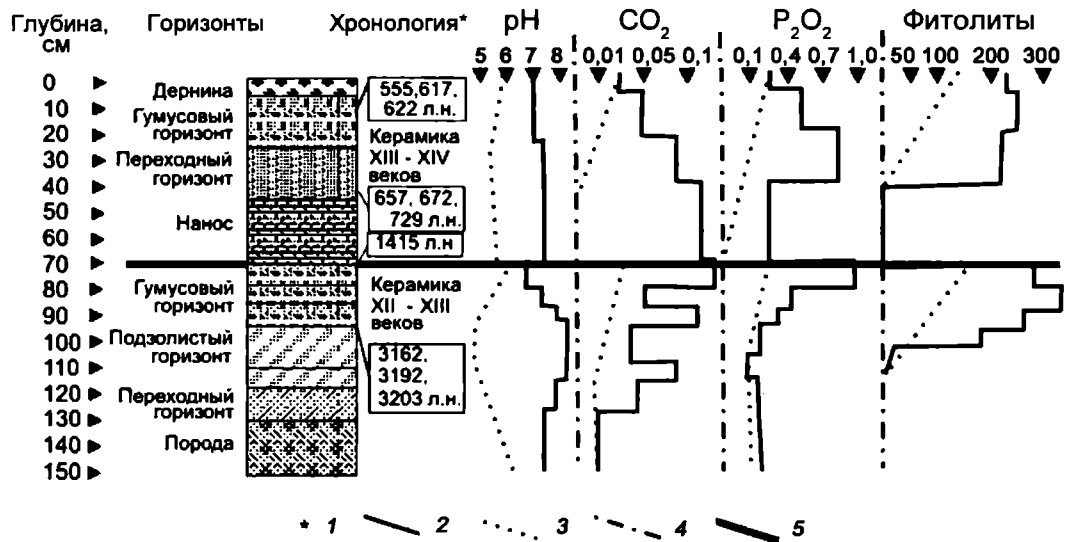 Глубина, см
Горизонты
Хронология*
pH
CO₂
P₂O₂
Фитолиты
5 6 7 8
0,01 0,05 0,1
0,1 0,4 0,7 1,0
50 100 200 300
0
10
20
30
40
50
60
70
80
90
100
110
120
130
140
150
Дернина
Гумусовый
горизонт
Переходный
горизонт
Нанос
Гумусовый
горизонт
Подзолистый
горизонт
Переходный
горизонт
Порода
555,617,
622 л.н.
Керамика
XIII - XIV
веков
657, 672,
729 л.н.
1415 л.н
Керамика
XII - XIII
веков
3162,
3192,
3203 л.н.
* 1 2 3 4 5